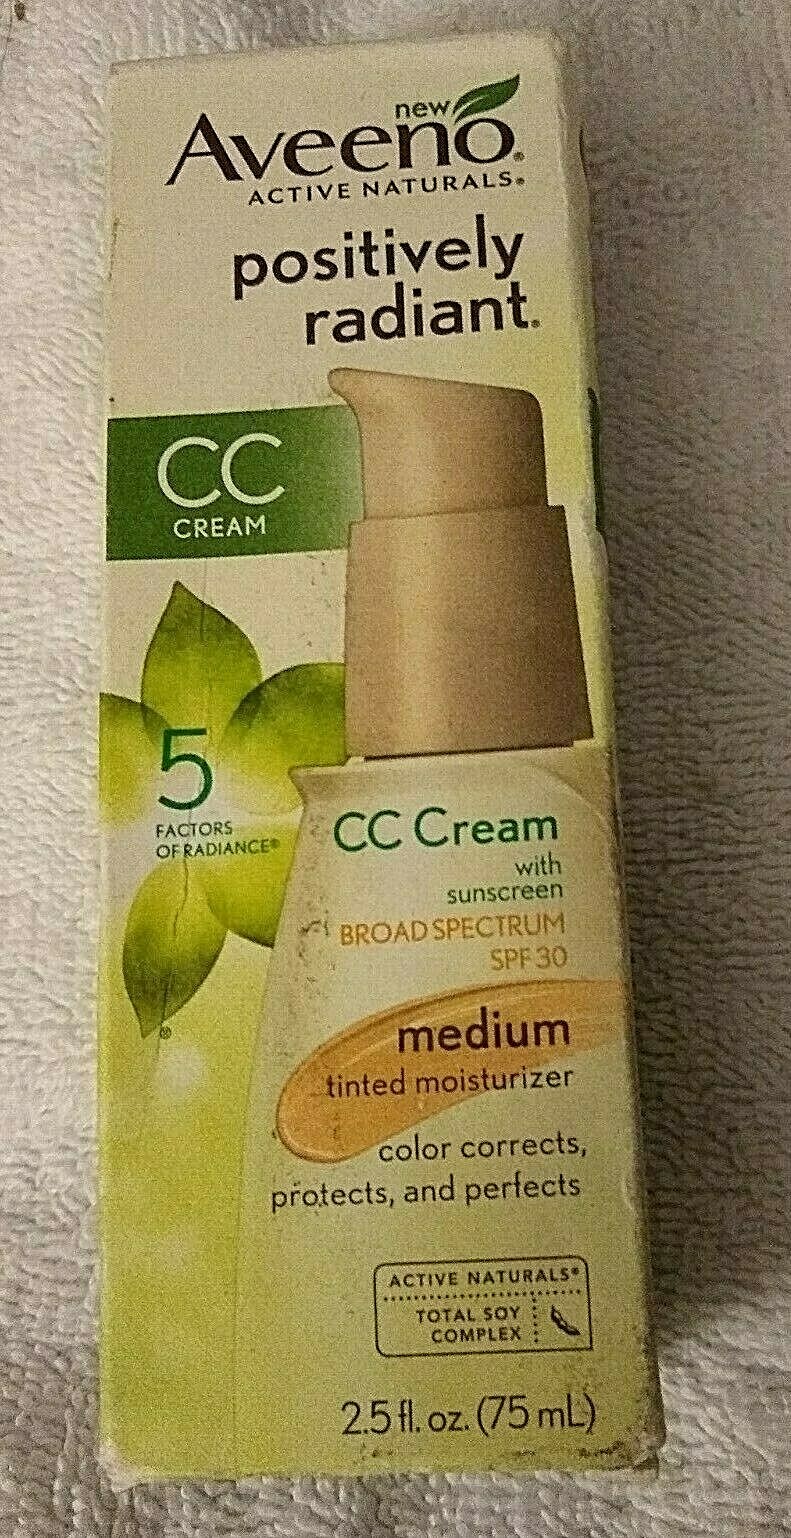 new
Aveeno®
ACTIVE NATURALS®
positively
radiant®
CC
CREAM
5
FACTORS
OF RADIANCE®
®
CC Cream
with
sunscreen
BROAD SPECTRUM
SPF 30
medium
tinted moisturizer
color corrects,
protects, and perfects
ACTIVE NATURALS®
TOTAL SOY
COMPLEX
2.5 fl. oz. (75 mL)